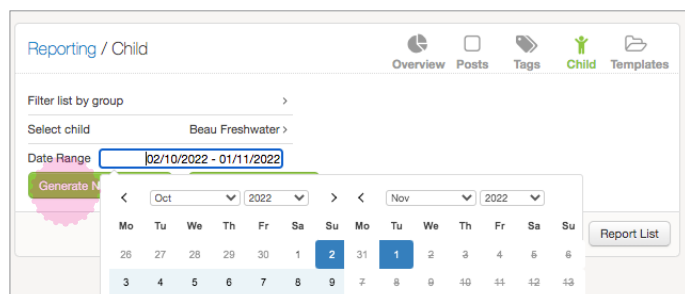 Reporting / Child
Overview Posts Tags Child Templates
Filter list by group >
Select child Beau Freshwater >
Date Range 02/10/2022 - 01/11/2022
Generate N
< Oct 2022 > < Nov 2022
Mo Tu We Th Fr Sa Su Mo Tu We Th Fr Sa Su
26 27 28 29 30 1 2 31 1 2 3 4 5 6
3 4 5 6 7 8 9 7 8 9 10 11 12 13
Report List